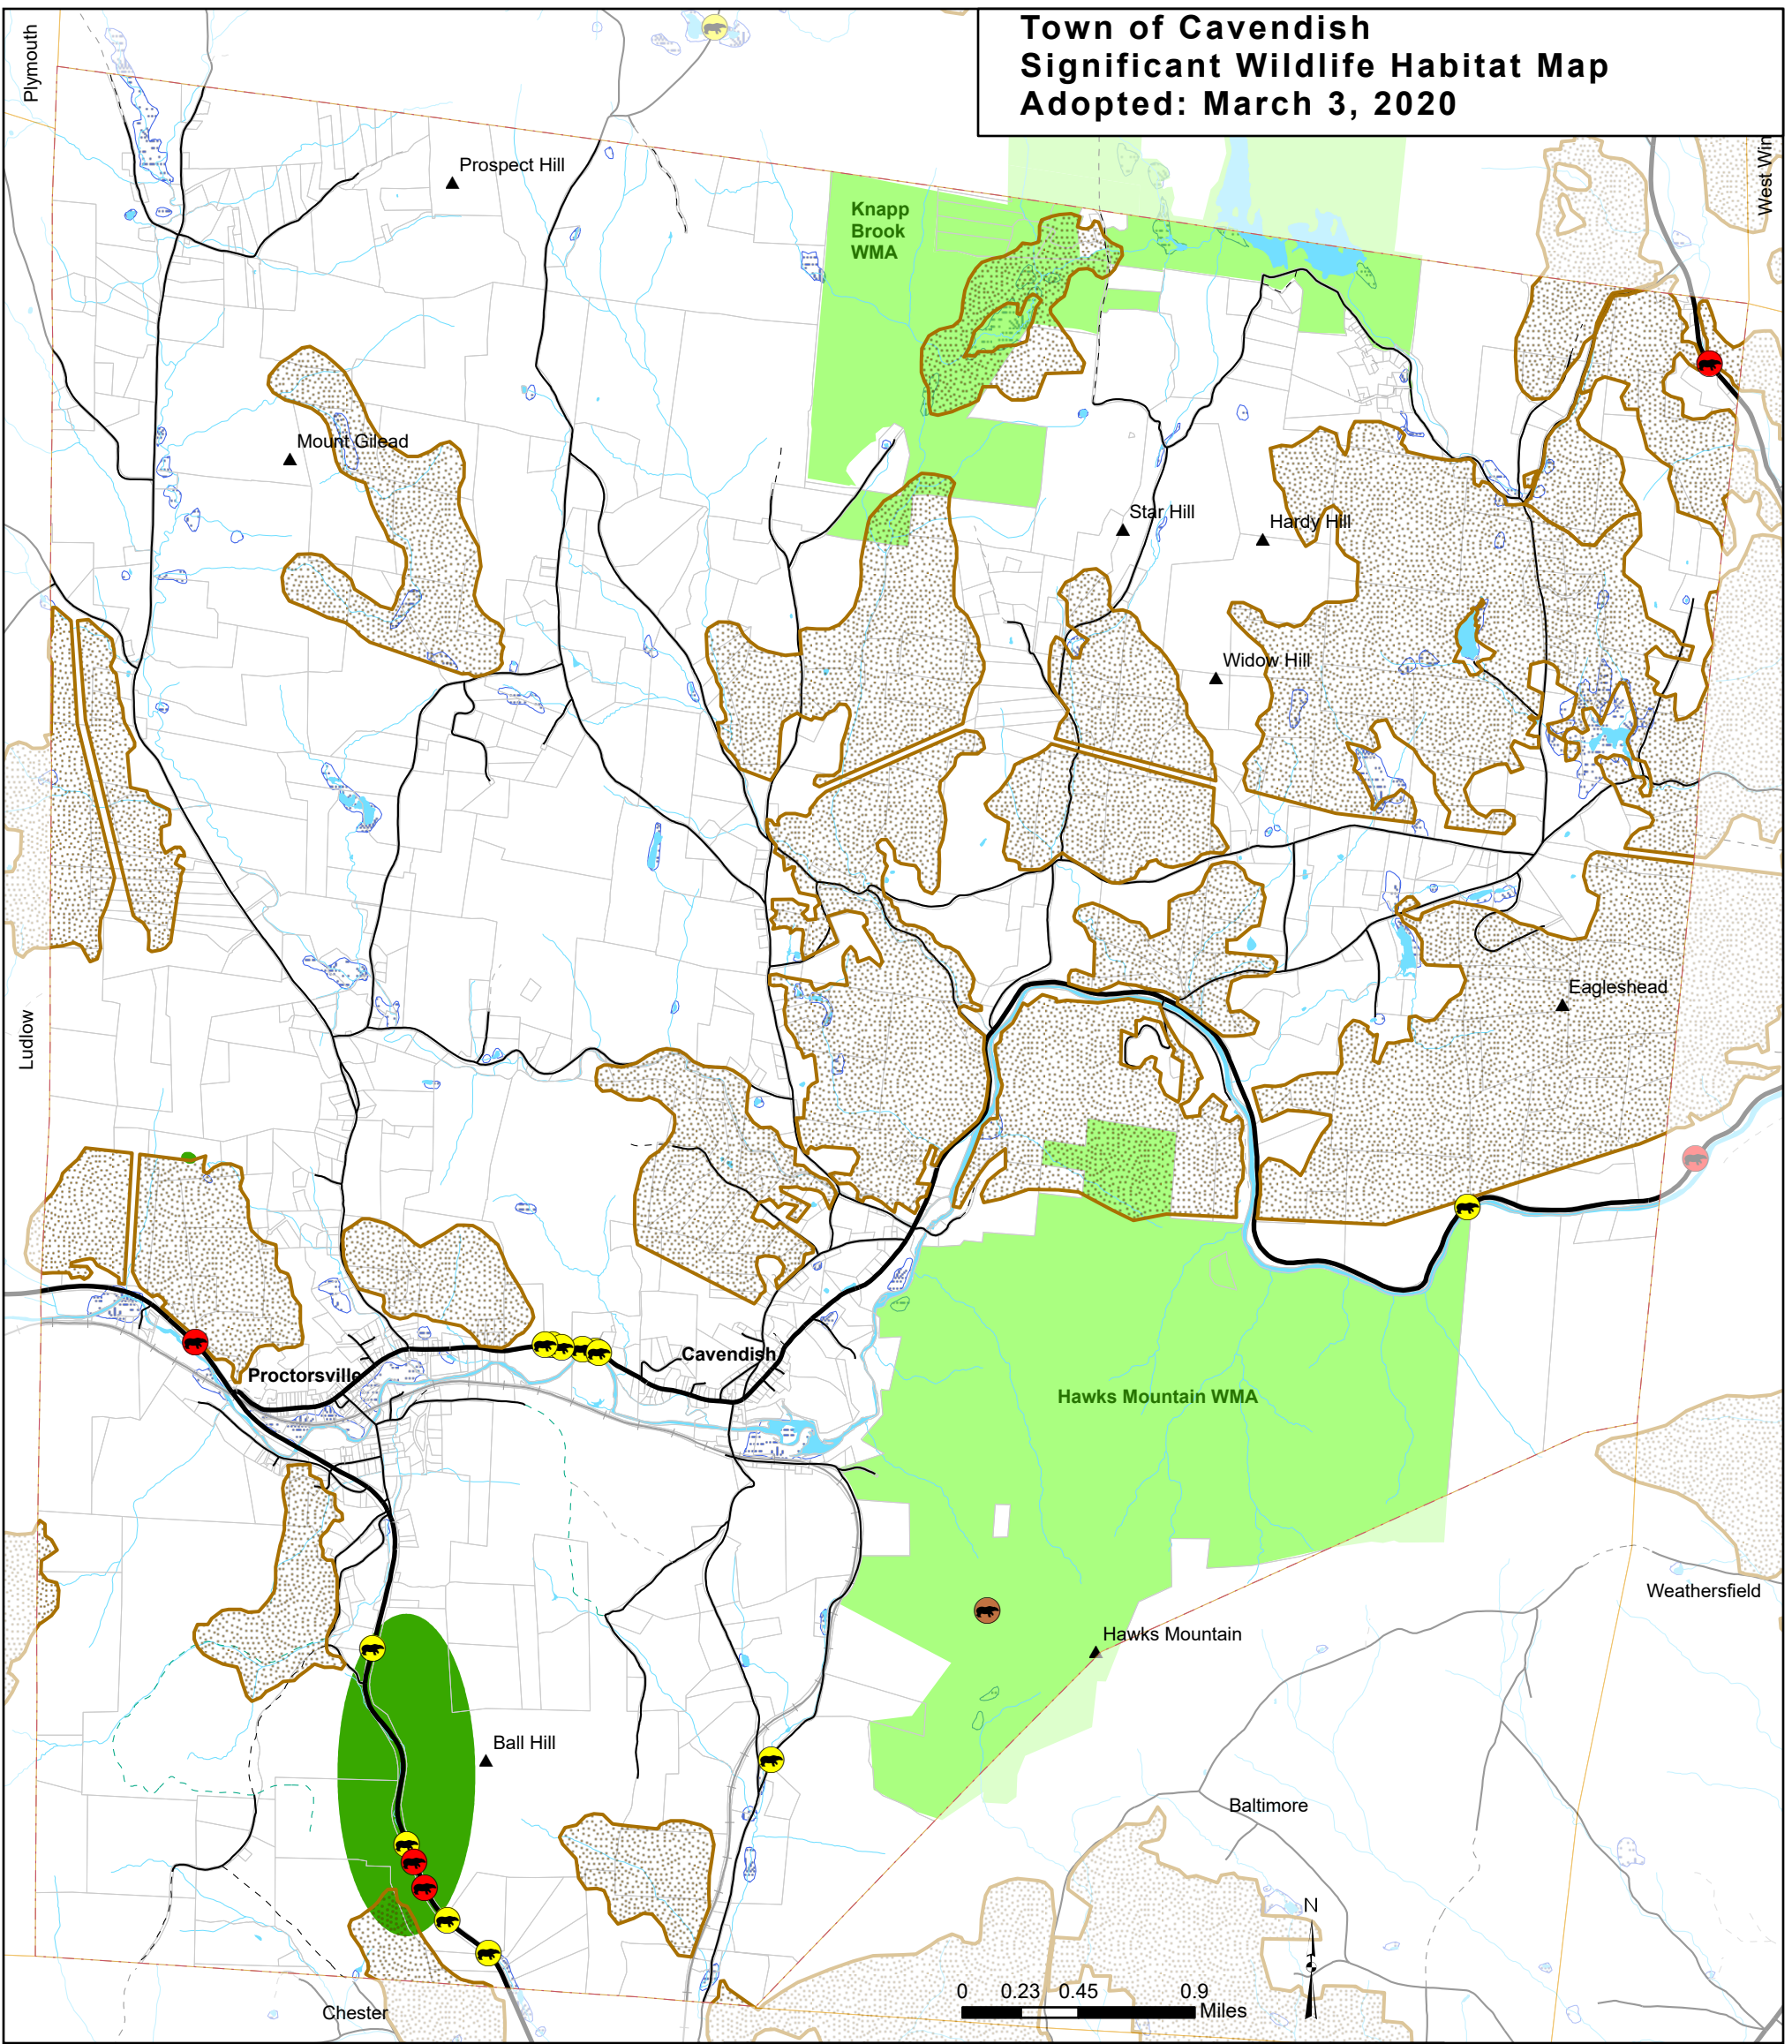 Town of Cavendish
Significant Wildlife Habitat Map
Adopted: March 3, 2020
Plymouth
West Win
Prospect Hill
Knapp
Brook
WMA
Mount Gilead
Star Hill
Hardy Hill
Widow Hill
Eagleshead
Ludlow
Cavendish
Proctorsville
Hawks Mountain WMA
Weathersfield
Hawks Mountain
Ball Hill
Baltimore
N
0 0.23 0.45 0.9
Miles
Chester